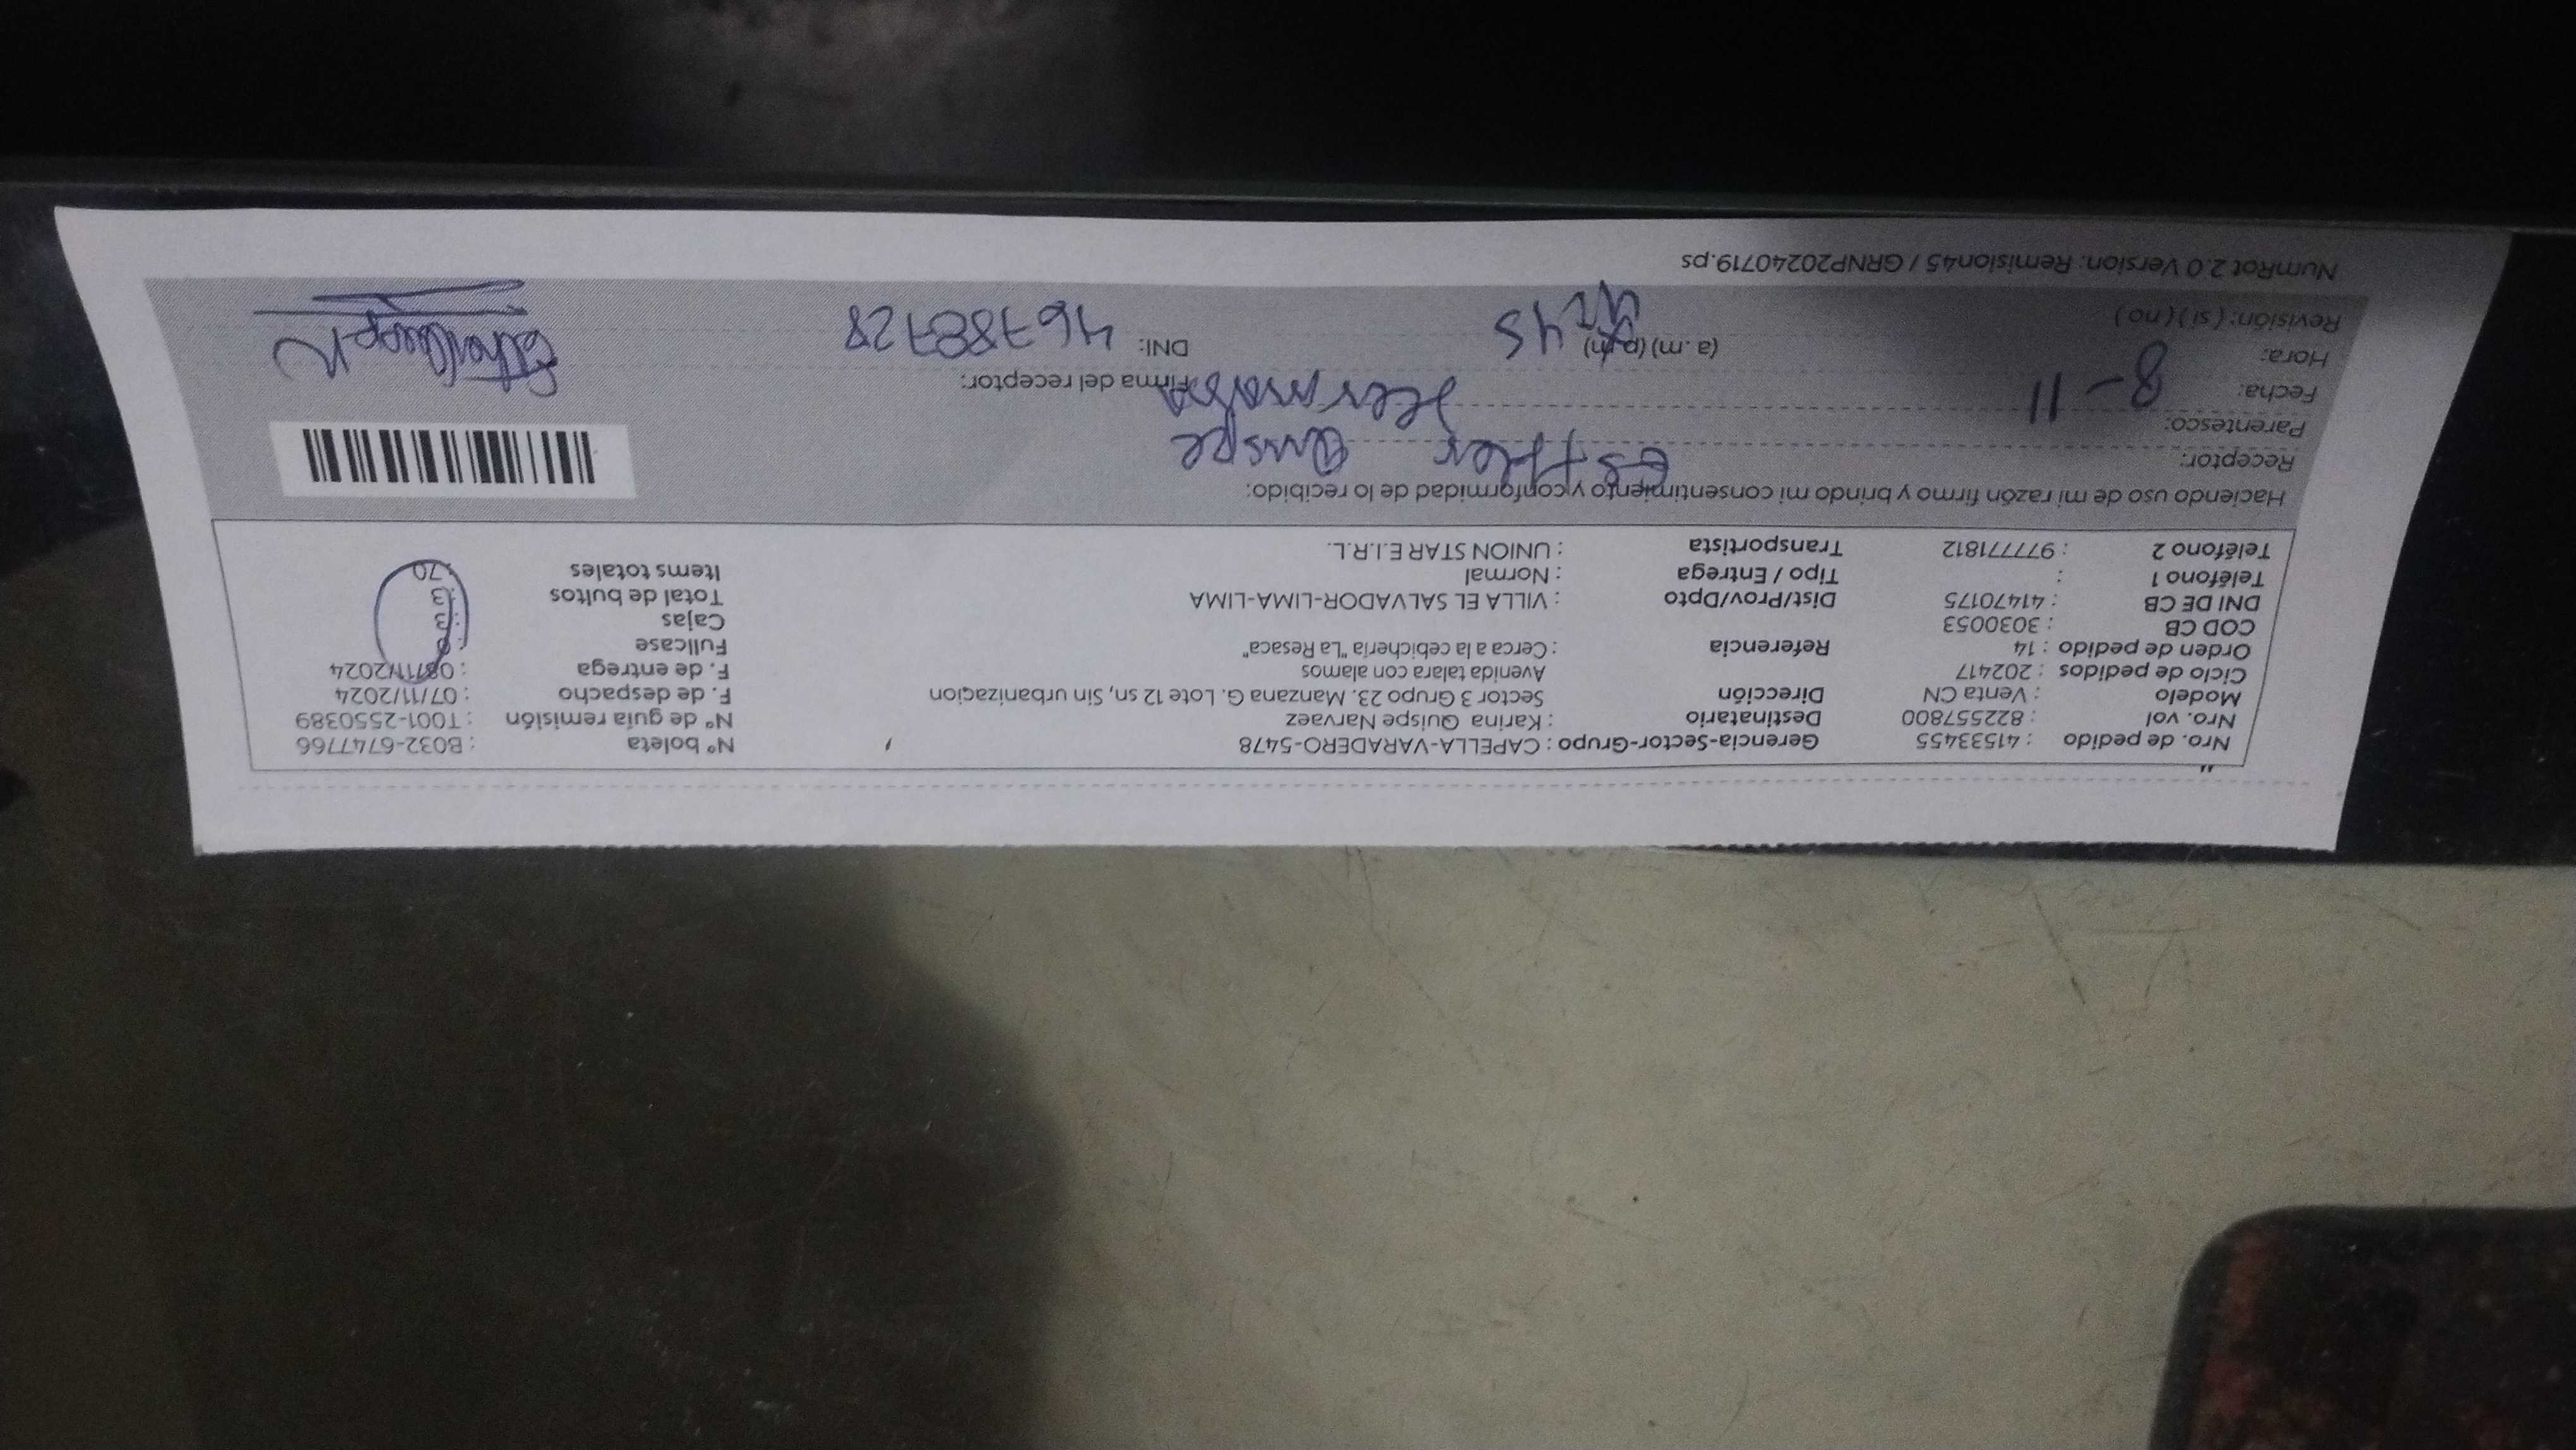 Nro. de pedido : 41533455 Gerencia-Sector-Grupo : CAPELLA-VARADERO-5478 N° boleta : B032-6747766
Nro. vol : 822557800 Destinatario : Karina Quispe Narvaez N° de guia remisión : T001-2550389
Modelo : Venta CN Dirección Sector 3 Grupo 23. Manzana G. Lote 12 sn, Sin urbanizacion F. de despacho : 07/11/2024
Ciclo de pedidos : 202417 Avenida talara con alamos F. de entrega : 08/11/2024
Orden de pedido : 14 Referencia : Cerca a la cebicheria "La Resaca" Fullcase : 0
COD CB : 3030053 Cajas : 3
DNI DE CB : 41470175 Dist/Prov/Dpto : VILLA EL SALVADOR-LIMA-LIMA Total de bultos : 3
Teléfono 1 : Tipo / Entrega : Normal Items totales : 70
Teléfono 2 : 977771812 Transportista : UNION STAR E.I.R.L.
Haciendo uso de mi razón firmo y brindo mi consentimiento y conformidad de lo recibido:
Receptor: Esther Quispe
Parentesco: Hermana
Fecha: 8-11 Firma del receptor:
Hora: (a.m) (p.m) 45 DNI: 46788728
Revisión: (si) (no)
NumRot 2.0 Version: Remision45 / GRNP20240719.ps